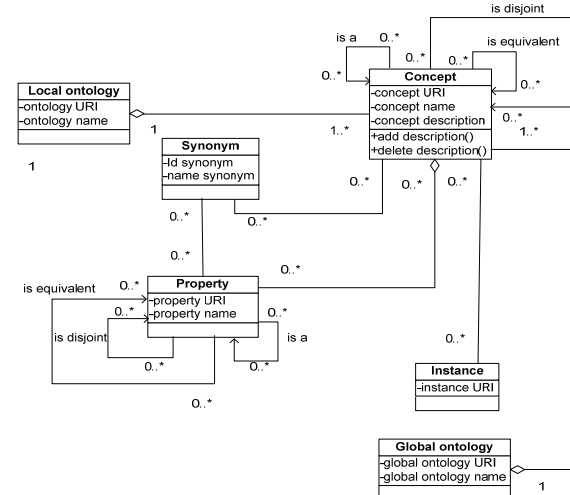 is disjoint
is a
0..*
0..*
0..*
is equivalent
0..*
0..*
Concept
-concept URI
-concept name
-concept description
+add description()
+delete description()
0..*
0..*
1..*
Local ontology
-ontology URI
-ontology name
1
1
1..*
Synonym
-Id synonym
-name synonym
0..*
0..*
0..*
0..*
0..*
0..*
0..*
is equivalent
0..*
Property
-property URI
-property name
0..*
is disjoint
0..*
0..*
is a
0..*
0..*
0..*
Instance
-instance URI
Global ontology
-global ontology URI
-global ontology name
1